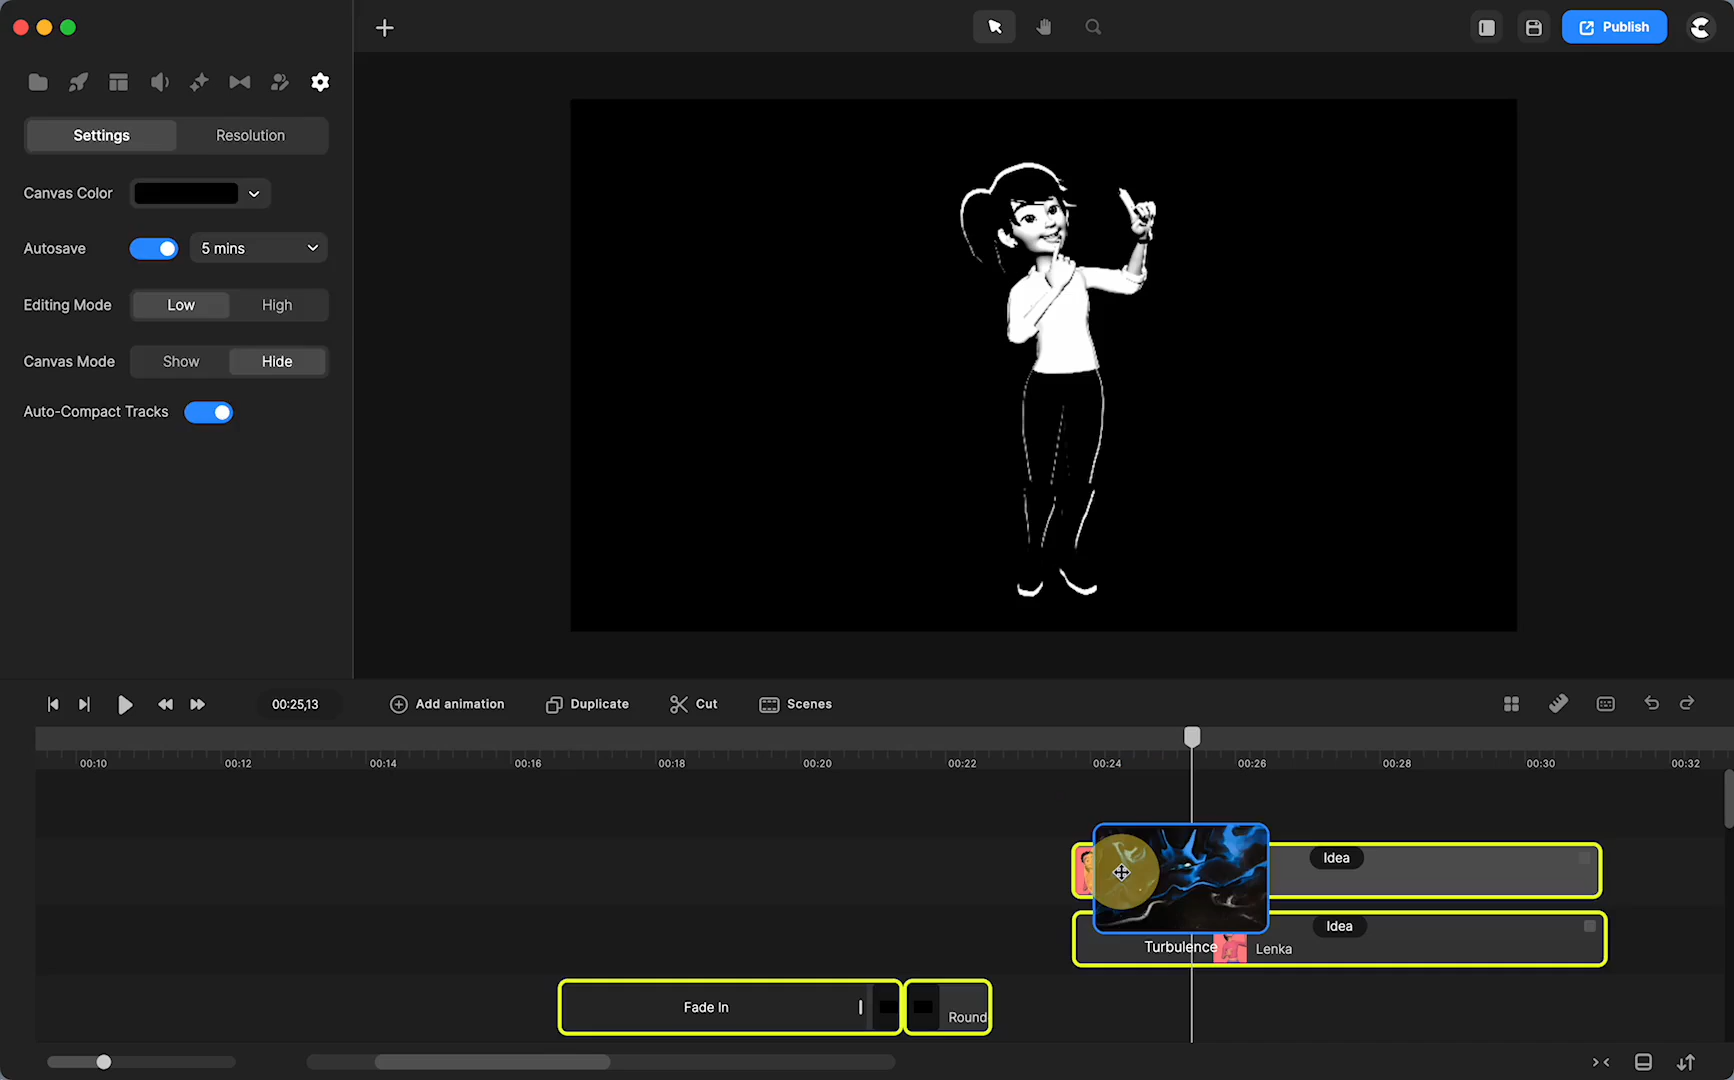 Publish
Settings
Resolution
Canvas Color
Autosave
5 mins
Editing Mode
Low
High
Canvas Mode
Show
Hide
Auto-Compact Tracks
00:25,13
Add animation
Duplicate
Cut
Scenes
00:10
00:12
00:14
00:16
00:18
00:20
00:22
00:24
00:26
00:28
00:30
00:32
Idea
Idea
Turbulence
Lenka
Fade In
Round